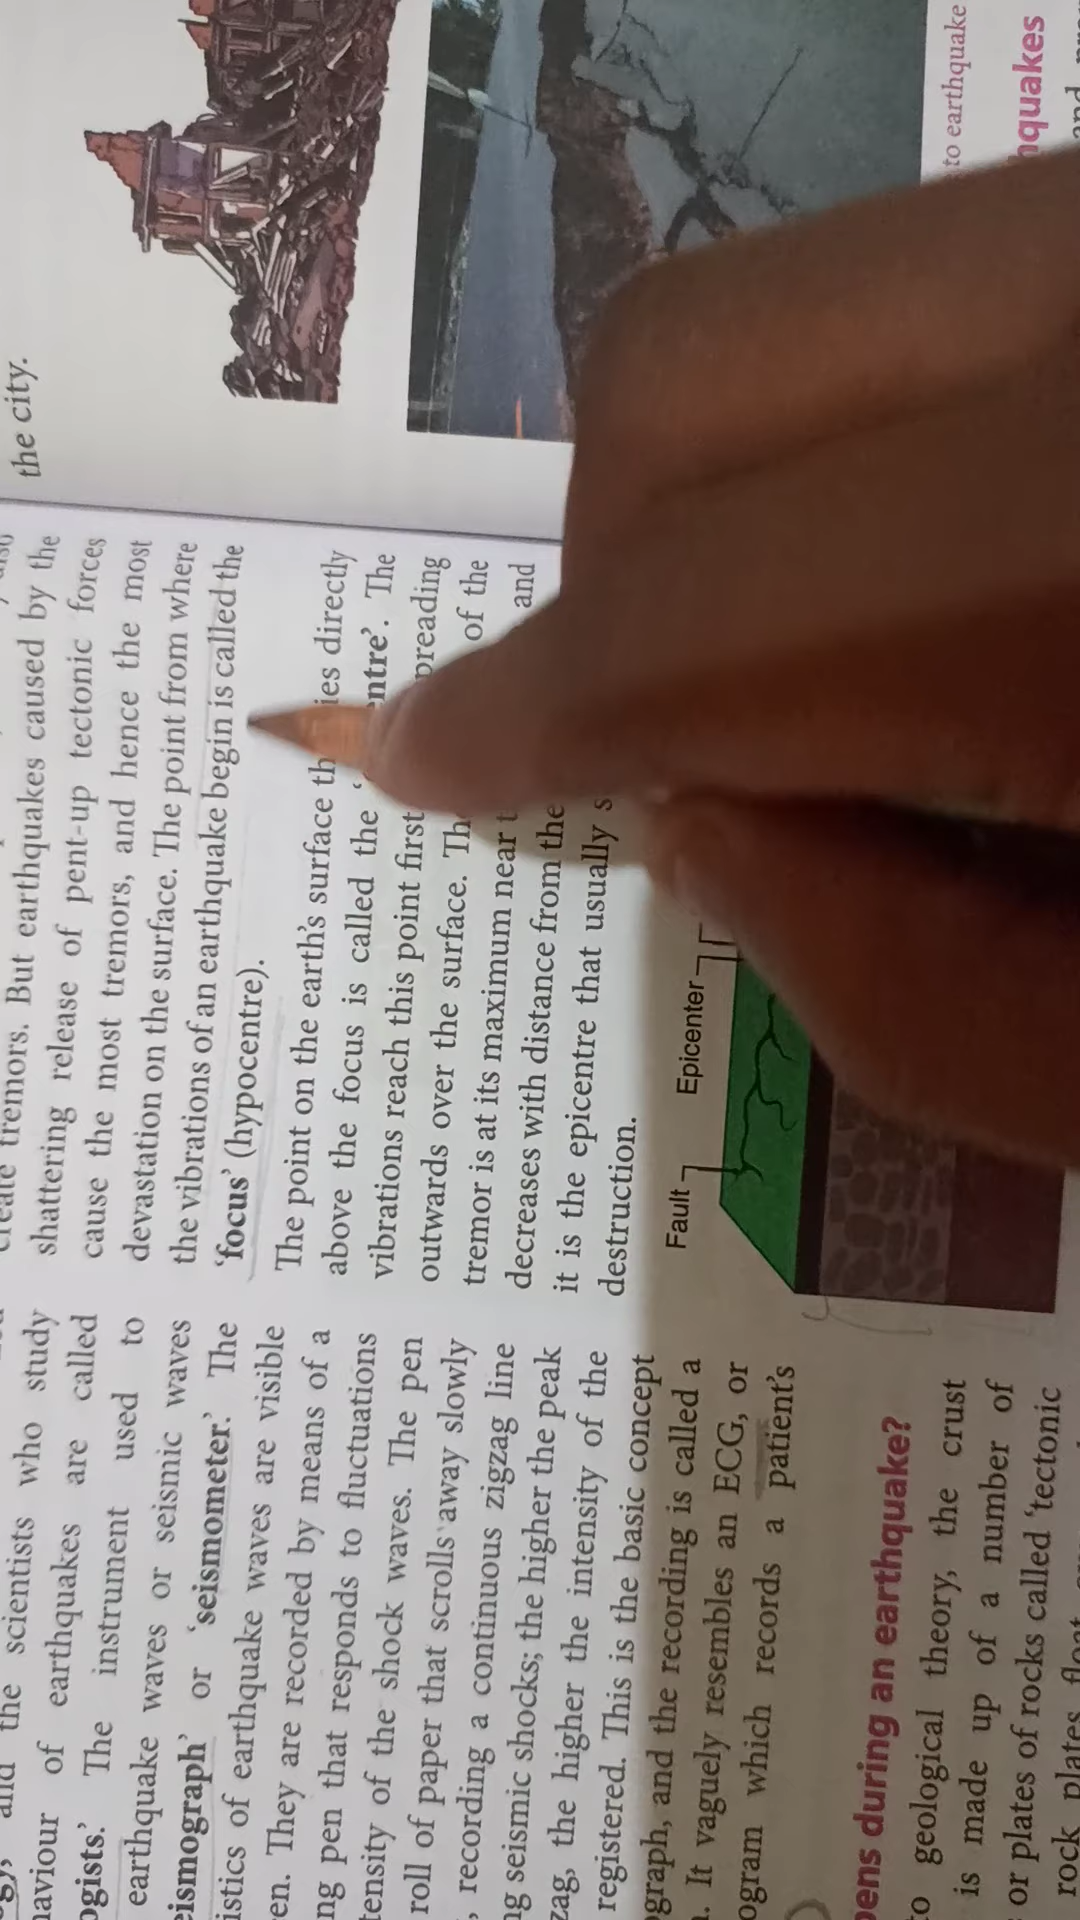 tremors. But earthquakes caused by the
shattering release of pent-up tectonic forces
cause the most tremors, and hence the most
devastation on the surface. The point from where
the vibrations of an earthquake begin is called the
‘focus’ (hypocentre).
The point on the earth’s surface ies directly
above the focus is called the ‘ entre’. The
vibrations reach this point first preading
outwards over the surface. of the
tremor is at its maximum near and
decreases with distance from the
it is the epicentre that usually
destruction.
Fault
Epicenter
the scientists who study
haviour of earthquakes are called
ogists.’ The instrument used to
earthquake waves or seismic waves
eismograph’ or ‘seismometer.’ The
istics of earthquake waves are visible
en. They are recorded by means of a
ng pen that responds to fluctuations
tensity of the shock waves. The pen
roll of paper that scrolls away slowly
, recording a continuous zigzag line
ng seismic shocks; the higher the peak
zag, the higher the intensity of the
registered. This is the basic concept
ograph, and the recording is called a
. It vaguely resembles an ECG, or
ogram which records a patient’s
pens during an earthquake?
to geological theory, the crust
is made up of a number of
or plates of rocks called ‘tectonic
rock plates
the city.
to earthquake
hquakes